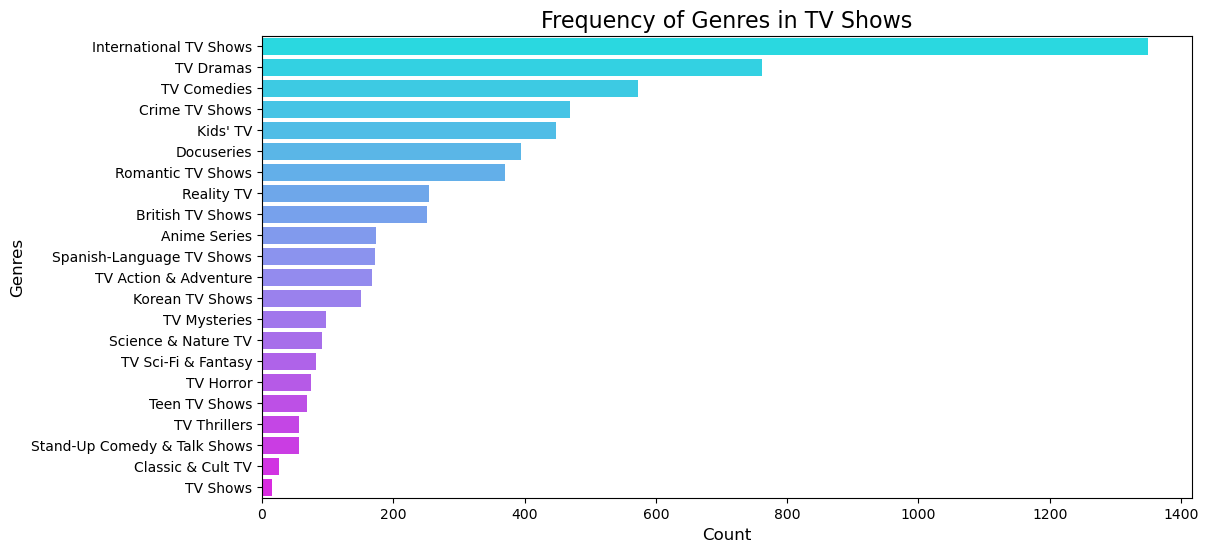 Frequency of Genres in TV Shows
Genres
International TV Shows
TV Dramas
TV Comedies
Crime TV Shows
Kids' TV
Docuseries
Romantic TV Shows
Reality TV
British TV Shows
Anime Series
Spanish-Language TV Shows
TV Action & Adventure
Korean TV Shows
TV Mysteries
Science & Nature TV
TV Sci-Fi & Fantasy
TV Horror
Teen TV Shows
TV Thrillers
Stand-Up Comedy & Talk Shows
Classic & Cult TV
TV Shows
0 200 400 600 800 1000 1200 1400
Count